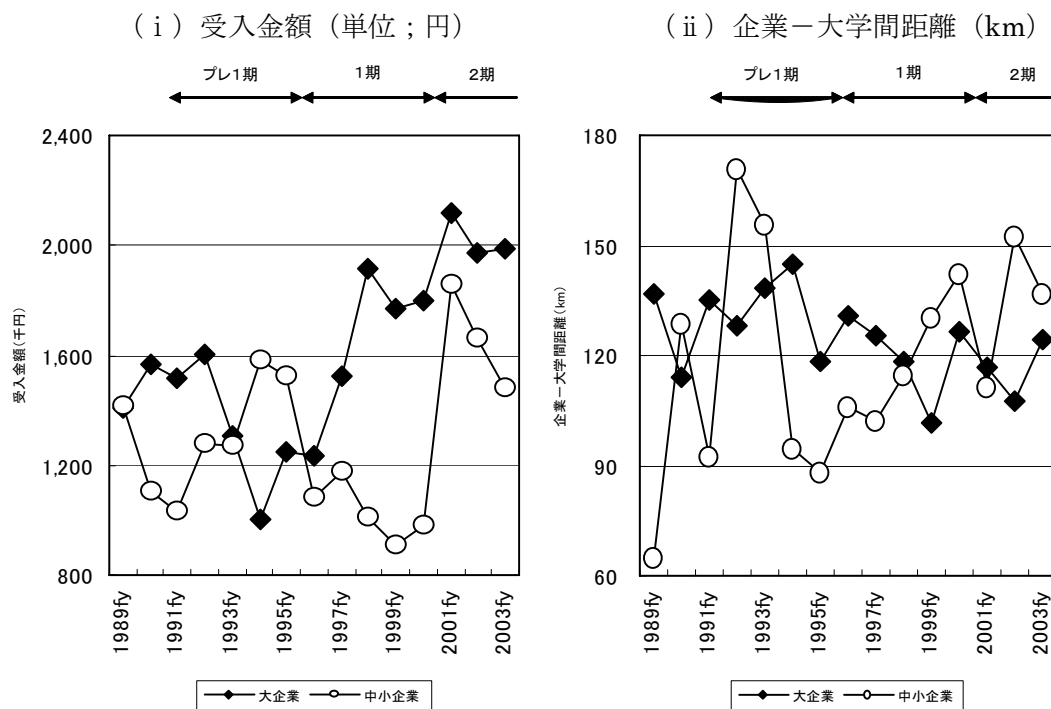 (ⅰ) 受入金額 (単位;円)
プレ1期 1期 2期
2,400
2,000
1,600
1,200
800
受入金額(千円)
1989fy 1991fy 1993fy 1995fy 1997fy 1999fy 2001fy 2003fy
大企業 中小企業
(ⅱ) 企業-大学間距離 (km)
プレ1期 1期 2期
180
150
120
90
60
企業-大学間距離(km)
1989fy 1991fy 1993fy 1995fy 1997fy 1999fy 2001fy 2003fy
大企業 中小企業